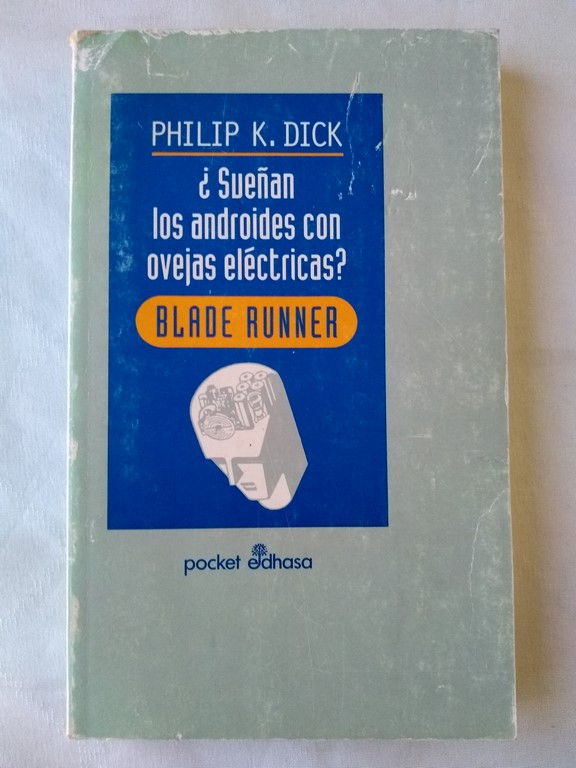 PHILIP K. DICK
¿Sueñan
los androides con
ovejas eléctricas?
BLADE RUNNER
pocket edhasa